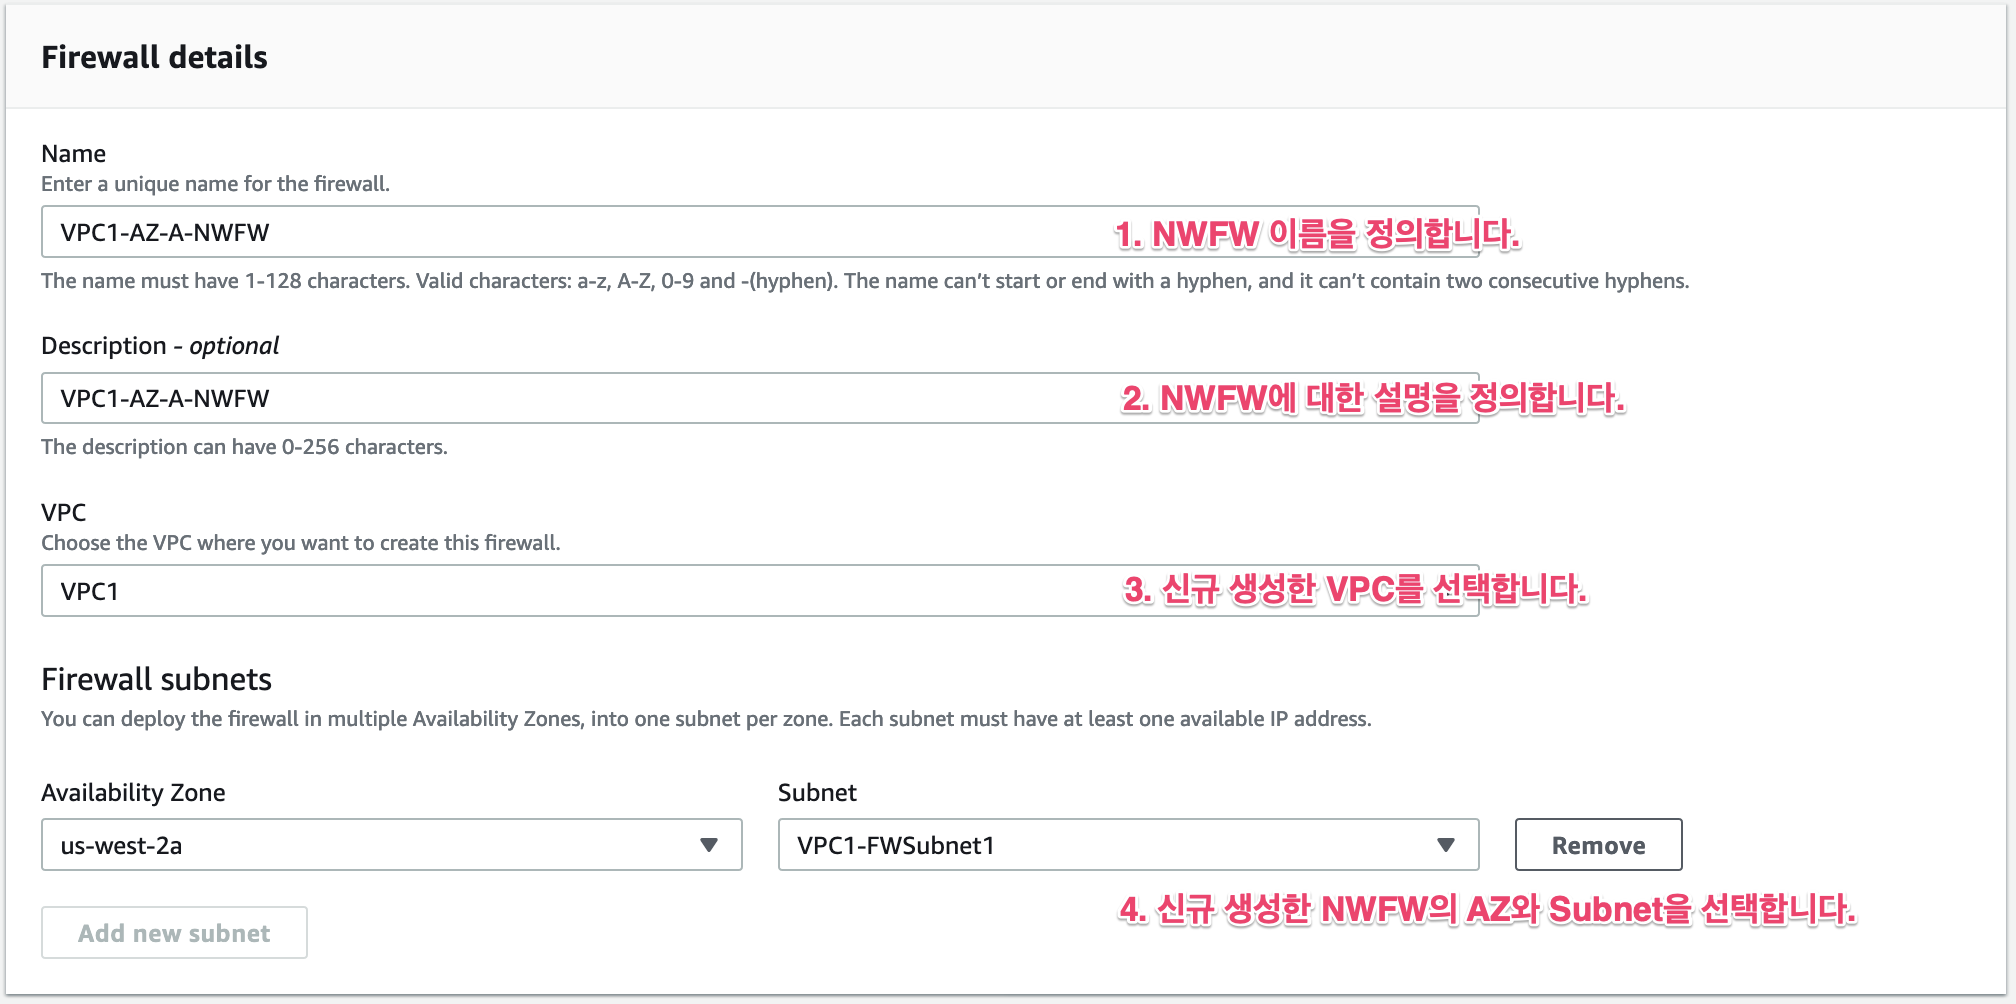 Firewall details
Name
Enter a unique name for the firewall.
VPC1-AZ-A-NWFW
1. NWFW 이름을 정의합니다.
The name must have 1-128 characters. Valid characters: a-z, A-Z, 0-9 and -(hyphen). The name can’t start or end with a hyphen, and it can’t contain two consecutive hyphens.
Description - optional
VPC1-AZ-A-NWFW
2. NWFW에 대한 설명을 정의합니다.
The description can have 0-256 characters.
VPC
Choose the VPC where you want to create this firewall.
VPC1
3. 신규 생성한 VPC를 선택합니다.
Firewall subnets
You can deploy the firewall in multiple Availability Zones, into one subnet per zone. Each subnet must have at least one available IP address.
Availability Zone
Subnet
us-west-2a
VPC1-FWSubnet1
Remove
4. 신규 생성한 NWFW의 AZ와 Subnet을 선택합니다.
Add new subnet